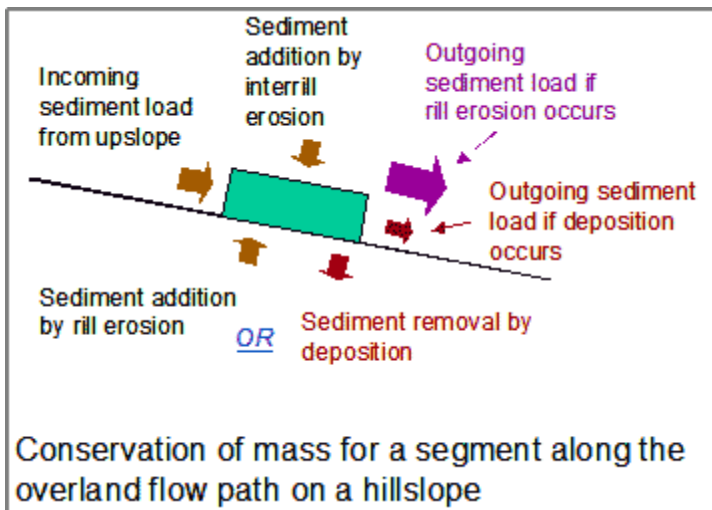 Sediment
addition by
interrill
erosion
Incoming
sediment load
from upslope
Outgoing
sediment load if
rill erosion occurs
Outgoing sediment
load if deposition
occurs
Sediment addition
by rill erosion
OR
Sediment removal by
deposition
Conservation of mass for a segment along the
overland flow path on a hillslope